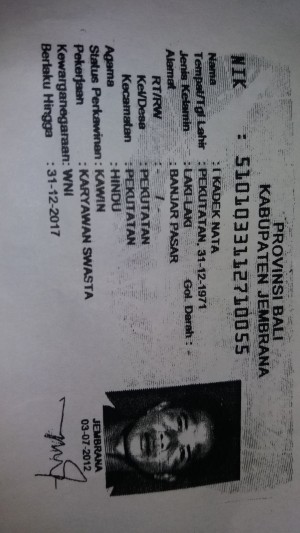 PROVINSI BALI
KABUPATEN JEMBRANA
NIK : 5101033112710055
Nama : I KADEK NATA
Tempat/Tgl Lahir : PEKUTATAN, 31-12-1971
Jenis Kelamin : LAKI-LAKI Gol. Darah : -
Alamat : BANJAR PASAR
RT/RW : - / -
Kel/Desa : PEKUTATAN
Kecamatan : PEKUTATAN
Agama : HINDU
Status Perkawinan : KAWIN
Pekerjaan : KARYAWAN SWASTA
Kewarganegaraan: WNI
Berlaku Hingga : 31-12-2017
JEMBRANA
03-07-2012